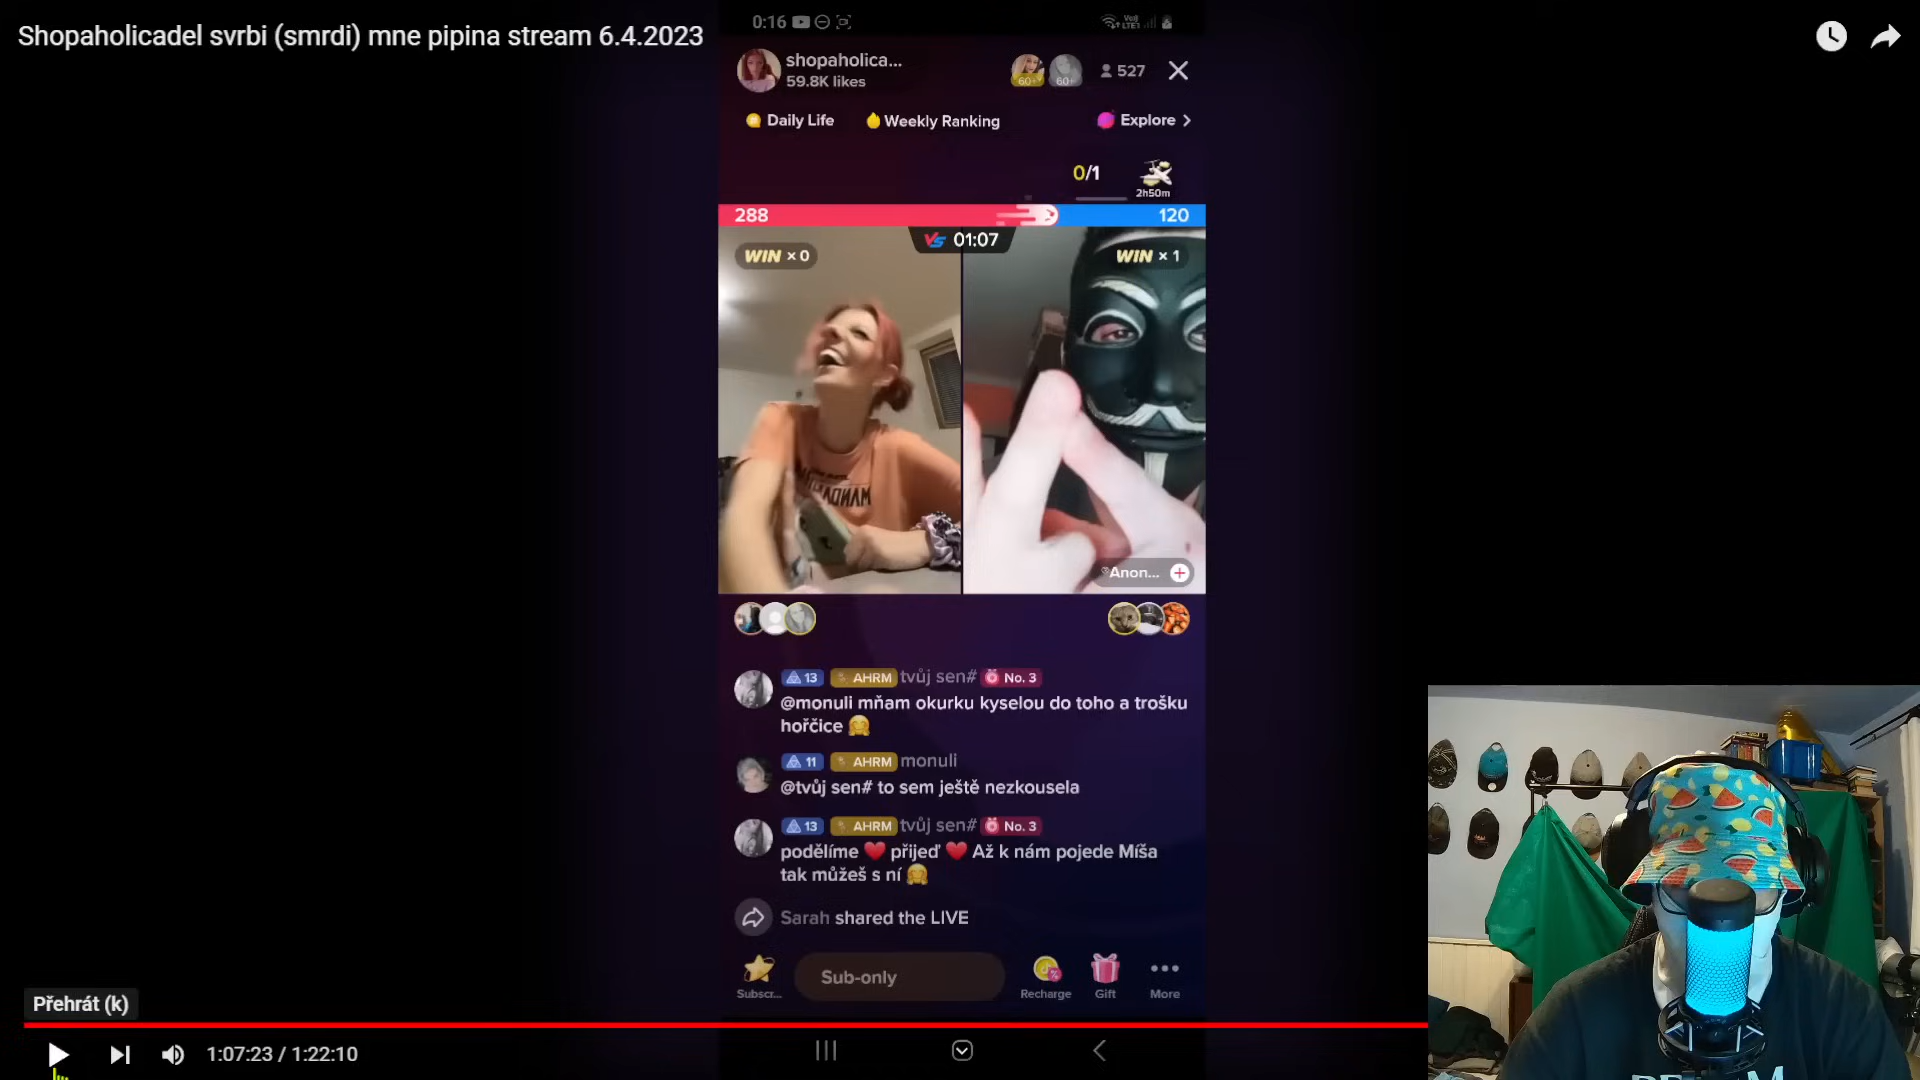 Shopaholicadel svrbi (smrdi) mne pipina stream 6.4.2023
0:16
shopaholica...
59.8K likes
60+
60+
527
Daily Life
Weekly Ranking
Explore
0/1
2h50m
288
120
VS 01:07
WIN × 0
WIN × 1
Anon...
13 AHRM tvůj sen# No. 3
@monuli mňam okurku kyselou do toho a trošku
hořčice
11 AHRM monuli
@tvůj sen# to sem ještě nezkousela
13 AHRM tvůj sen# No. 3
podělíme ❤️ přijeď ❤️ Až k nám pojede Míša
tak můžeš s ní
Sarah shared the LIVE
Subscr...
Sub-only
Recharge
Gift
More
Přehrát (k)
1:07:23 / 1:22:10